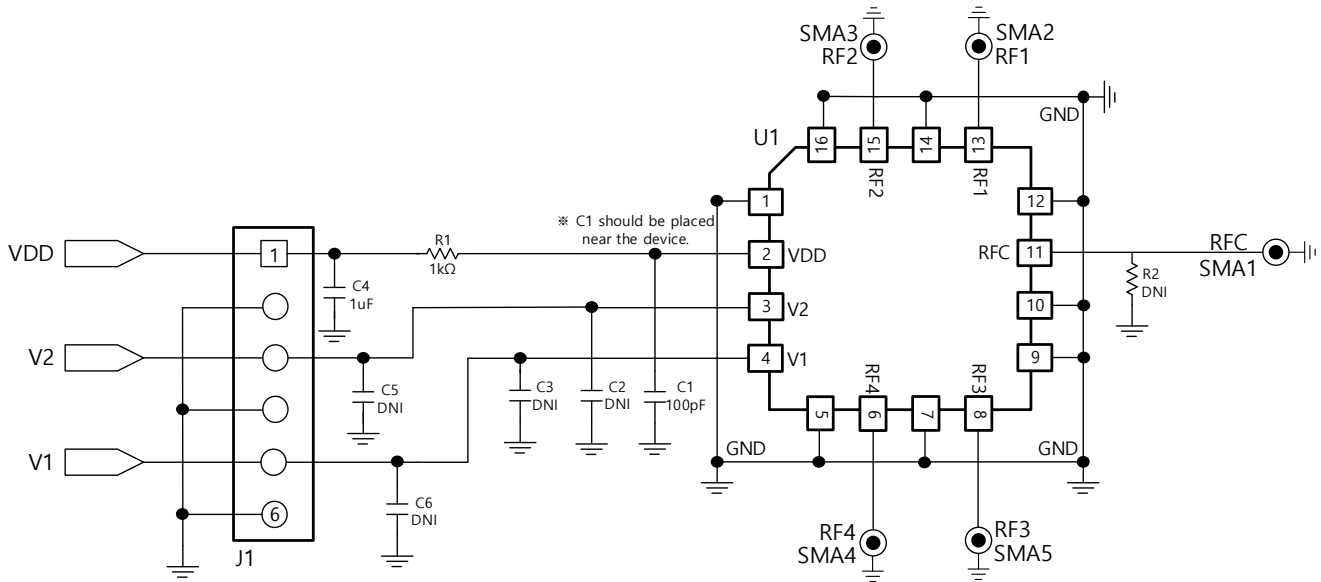 SMA3
RF2
SMA2
RF1
GND
U1
16
15
14
13
RF2
RF1
1
12
※ C1 should be placed
near the device.
VDD
1
R1
1kΩ
2
VDD
RFC
11
RFC
SMA1
C4
1uF
R2
DNI
3
V2
10
V2
4
V1
9
C5
DNI
C3
DNI
C2
DNI
C1
100pF
RF4
RF3
5
6
7
8
V1
GND
GND
C6
DNI
6
J1
RF4
SMA4
RF3
SMA5